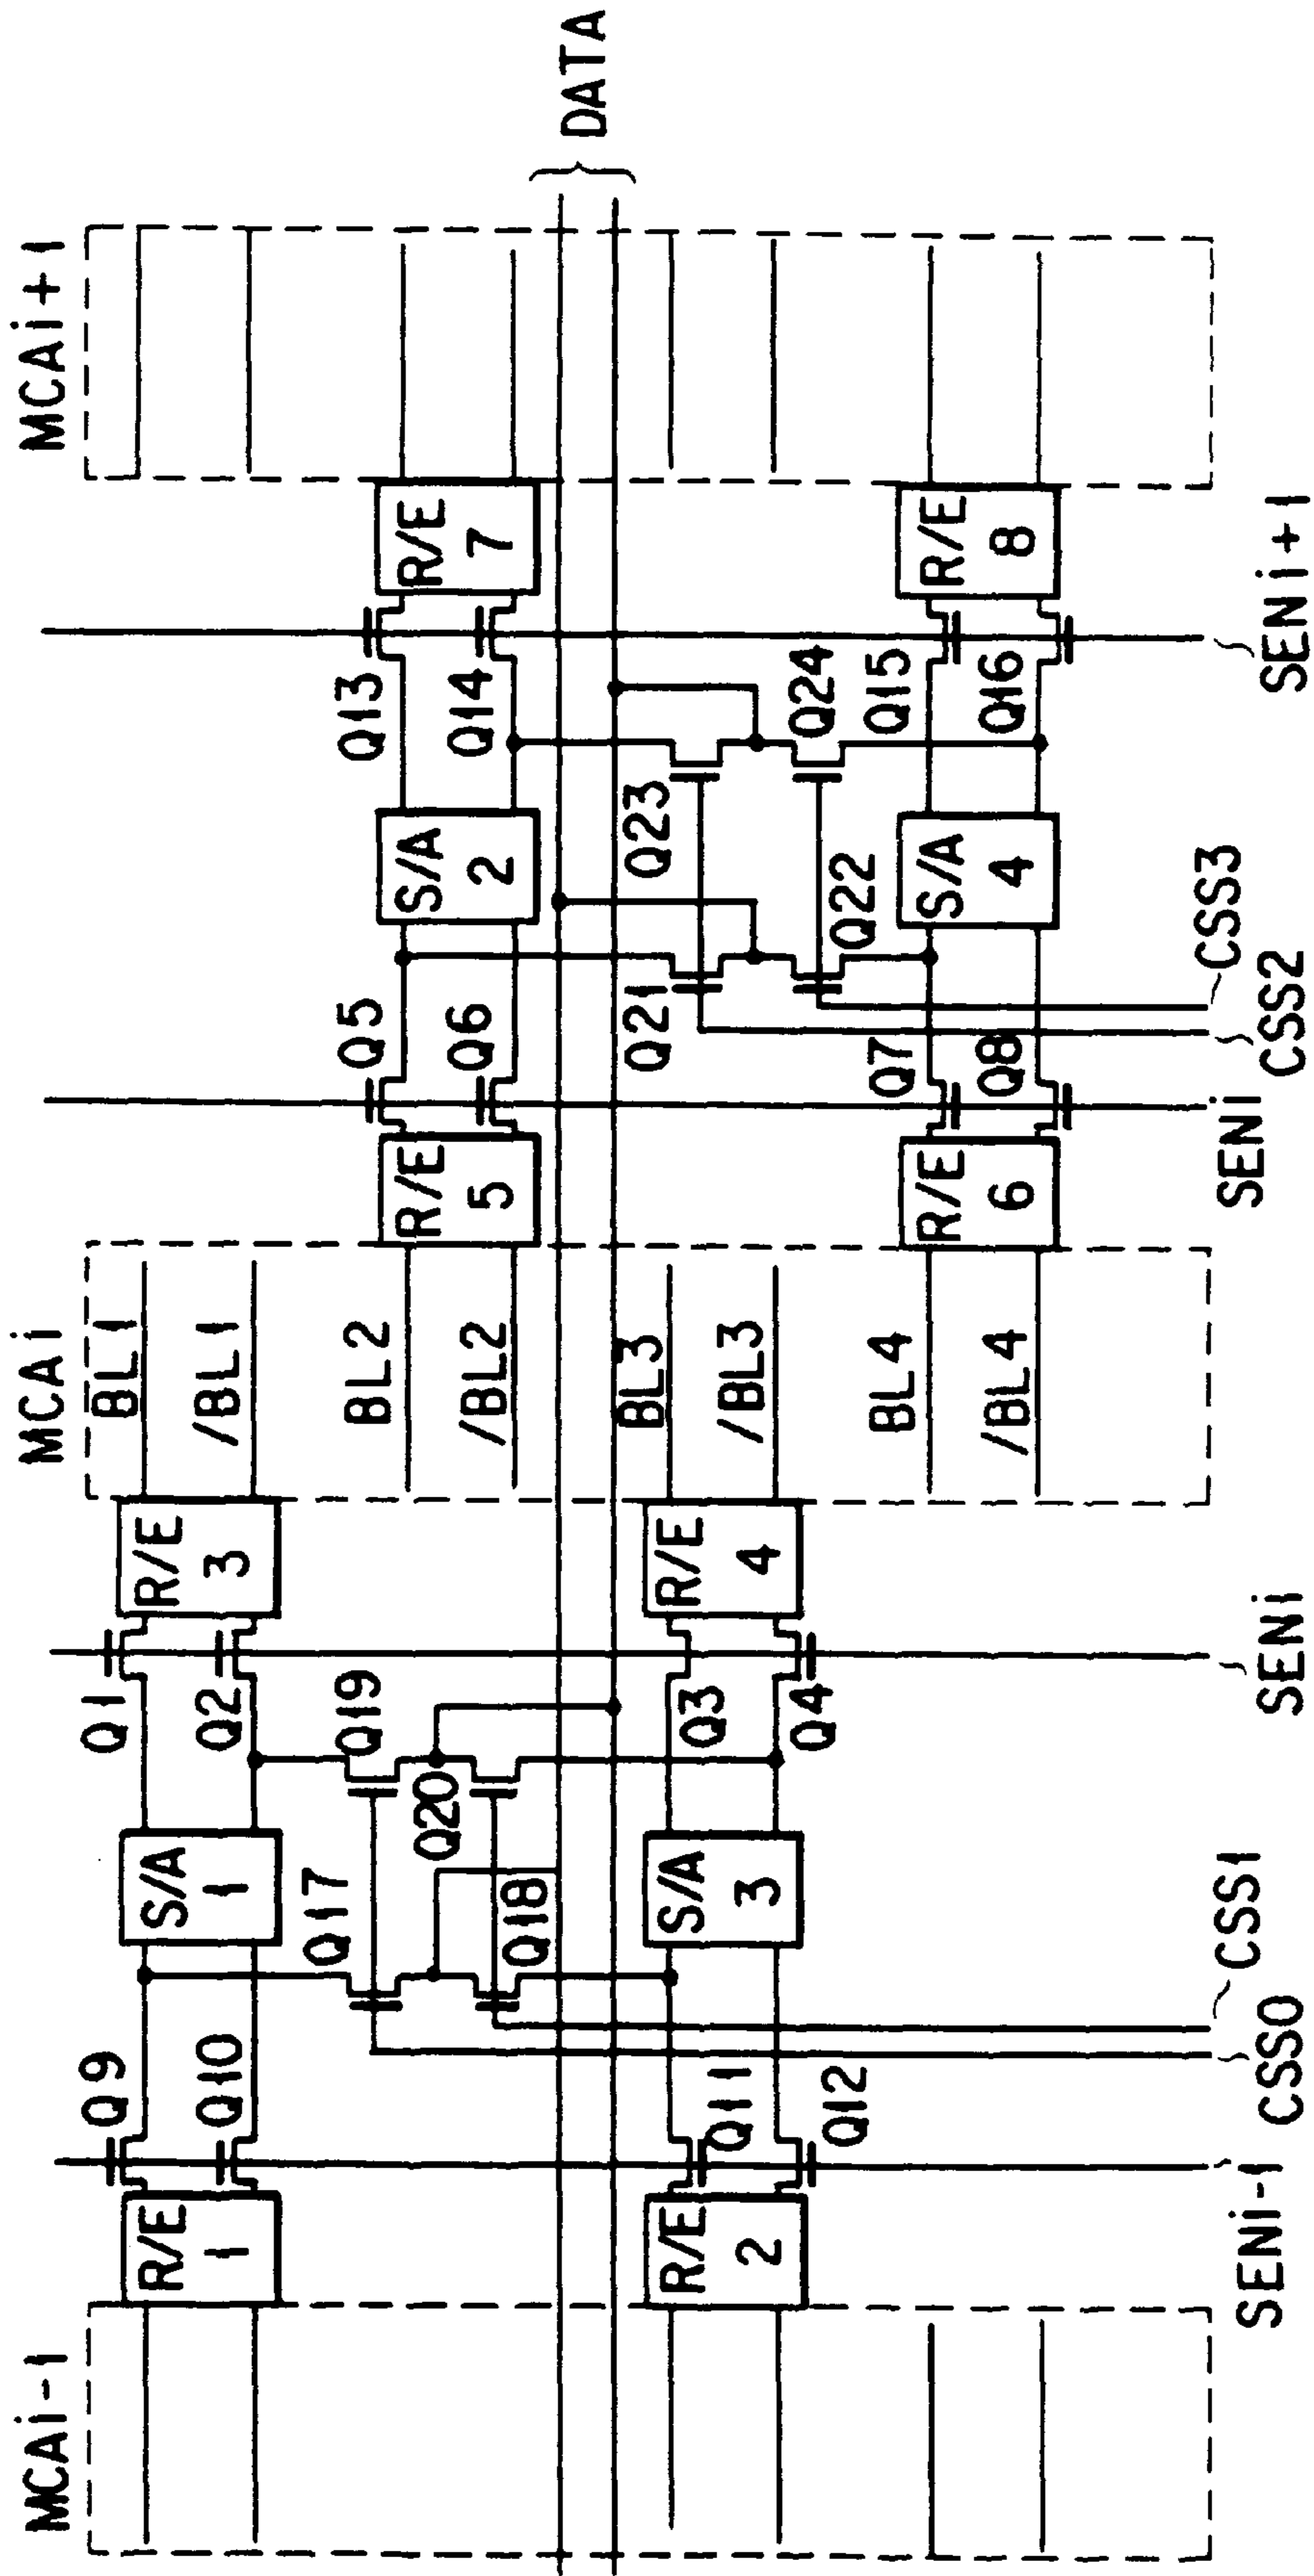 MCAi-1
MCAi
MCAi+1
R/E
1
Q9
Q10
S/A
1
Q1
Q2
R/E
3
BL1
/BL1
Q17
Q19
Q20
Q18
BL2
/BL2
R/E
5
Q5
Q6
S/A
2
Q13
Q14
R/E
7
DATA
R/E
2
Q11
Q12
S/A
3
Q3
Q4
R/E
4
BL3
/BL3
Q21
Q23
Q22
Q24
BL4
/BL4
R/E
6
Q7
Q8
S/A
4
Q15
Q16
R/E
8
SENi-1
CSS0
CSS1
SENi
SENi
CSS2
CSS3
SENi+1